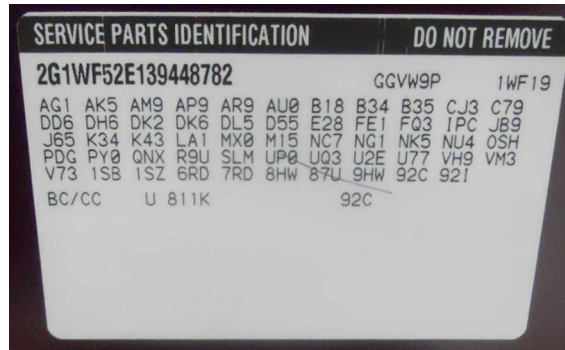 SERVICE PARTS IDENTIFICATION DO NOT REMOVE
2G1WF52E139448782 GGVW9P 1WF19
AG1 AK5 AM9 AP9 AR9 AU0 B18 B34 B35 CJ3 C79
DD6 DH6 DK2 DK6 DL5 D55 E28 FE1 FQ3 IPC JB9
J65 K34 K43 LA1 MX0 M15 NC7 NG1 NK5 NU4 OSH
PDG PY0 QNX R9U SLM UP0 UQ3 U2E U77 VH9 VM3
V73 1SB 1SZ 6RD 7RD 8HW 87U 9HW 92C 92I
BC/CC U 811K 92C